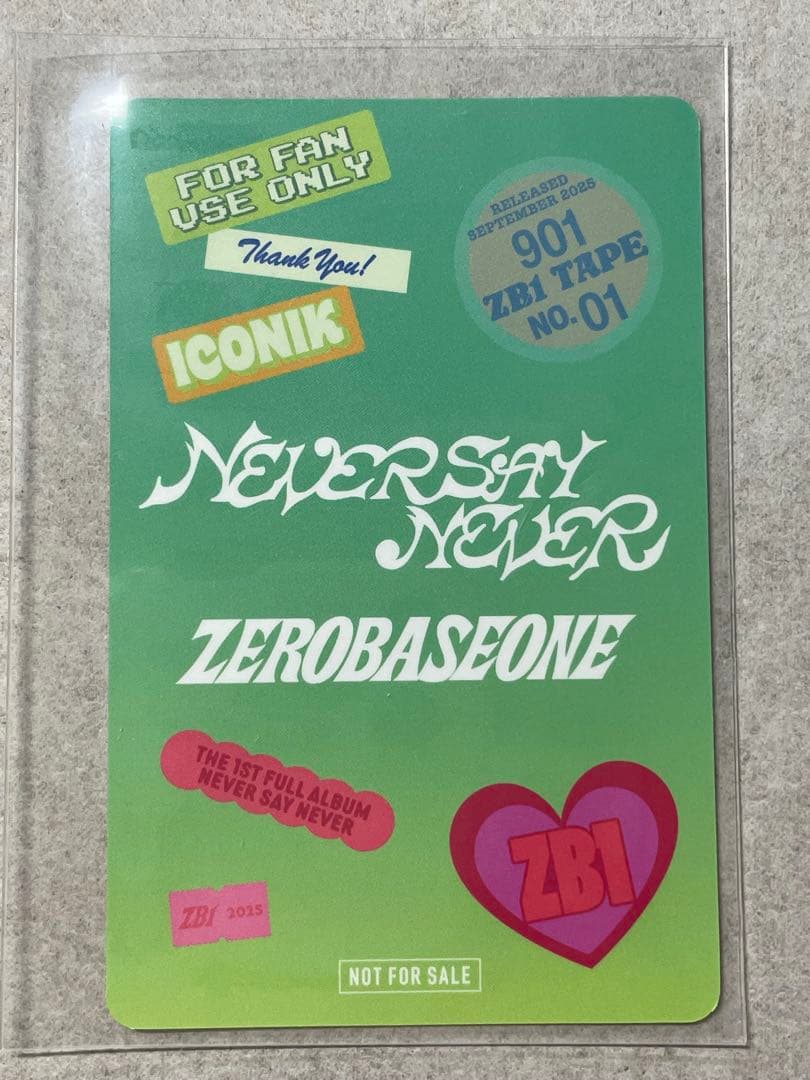 FOR FAN
USE ONLY
Thank You!
ICONIK
RELEASED
SEPTEMBER 2025
901
ZB1 TAPE
NO. 01
NEVER SAY
NEVER
ZEROBASEONE
THE 1ST FULL ALBUM
NEVER SAY NEVER
ZB1
ZB1 2025
NOT FOR SALE